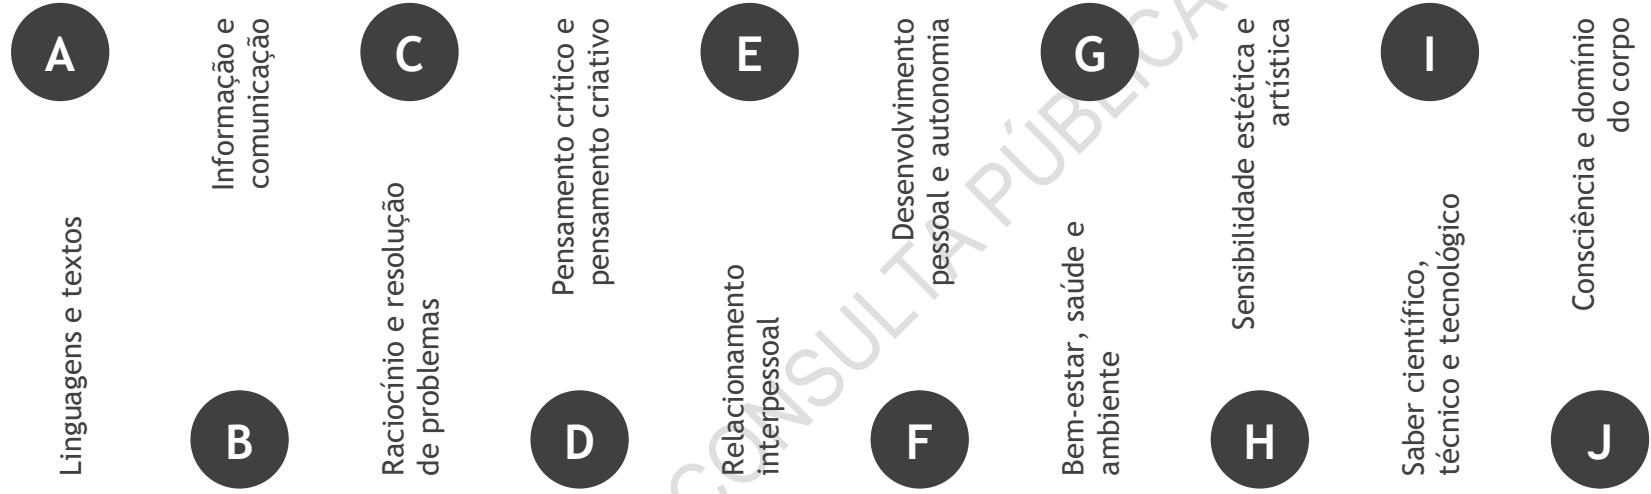 A
Linguagens e textos
Informação e
comunicação
B
C
Raciocínio e resolução
de problemas
Pensamento crítico e
pensamento criativo
D
E
Relacionamento
interpessoal
Desenvolvimento
pessoal e autonomia
F
G
Bem-estar, saúde e
ambiente
Sensibilidade estética e
artística
H
I
Saber científico,
técnico e tecnológico
Consciência e domínio
do corpo
J
CONSULTA PÚBLICA